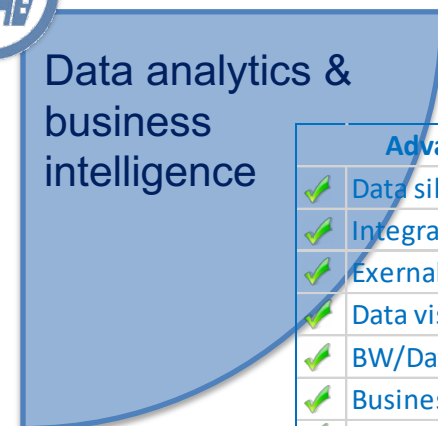 Data analytics &
business
intelligence
Adva
Data sil
Integra
Exernal
Data vis
BW/Da
Busines